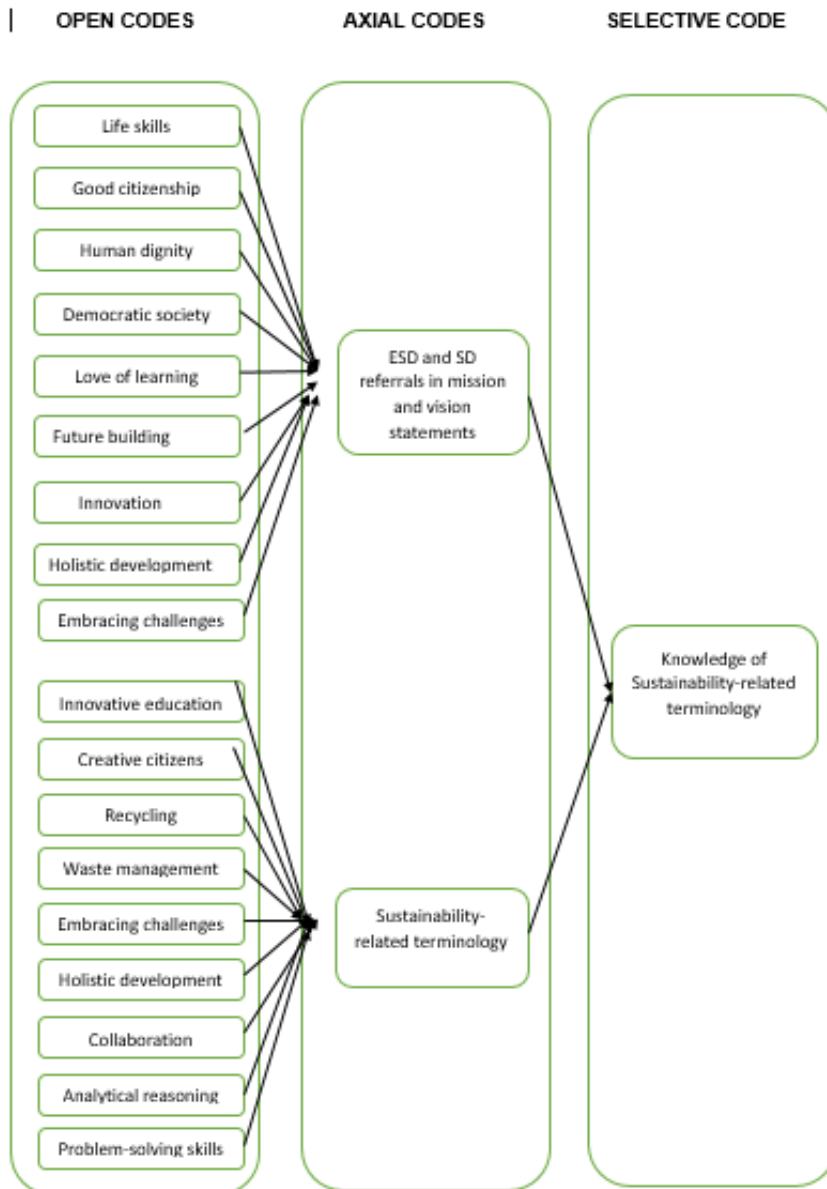 OPEN CODES
AXIAL CODES
SELECTIVE CODE
Life skills
Good citizenship
Human dignity
Democratic society
Love of learning
Future building
Innovation
Holistic development
Embracing challenges
Innovative education
Creative citizens
Recycling
Waste management
Embracing challenges
Holistic development
Collaboration
Analytical reasoning
Problem-solving skills
ESD and SD
referrals in mission
and vision
statements
Sustainability-
related terminology
Knowledge of
Sustainability-related
terminology